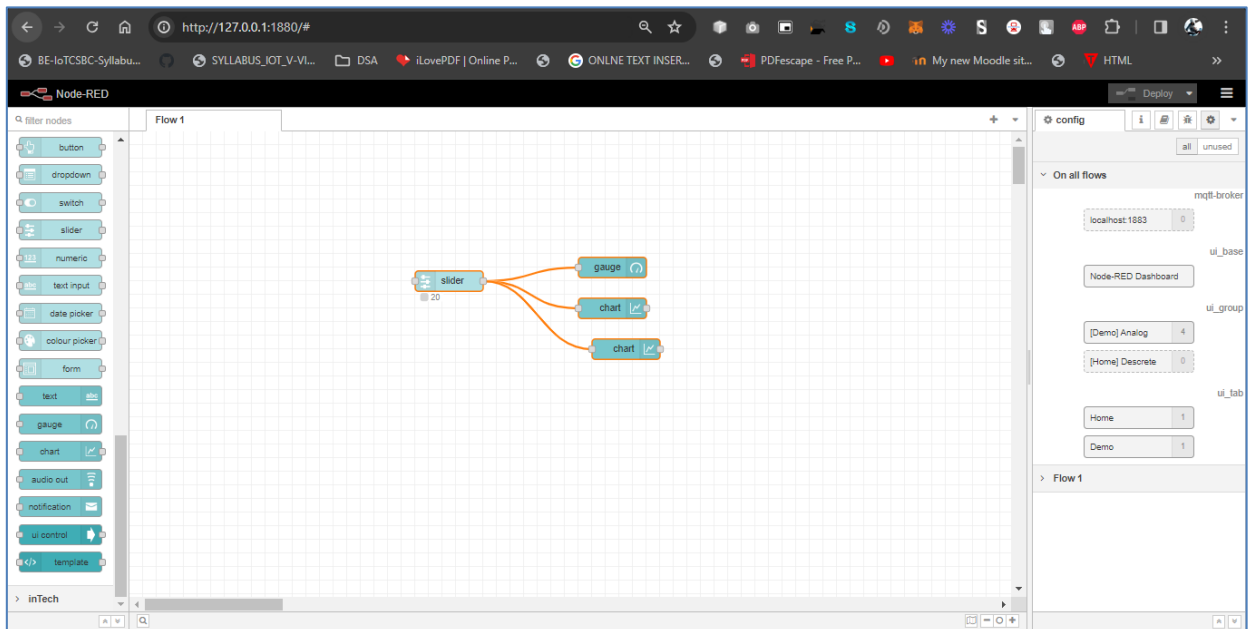 http://127.0.0.1:1880/#
BE-IoTCSBC-Syllabu...
SYLLABUS_IOT_V-VI...
DSA
iLovePDF | Online P...
ONLNE TEXT INSER...
PDFescape - Free P...
My new Moodle sit...
HTML
Node-RED
Deploy
filter nodes
Flow 1
config
all unused
button
dropdown
switch
slider
numeric
text input
date picker
colour picker
form
text
gauge
chart
audio out
notification
ui control
template
inTech
slider
20
gauge
chart
chart
On all flows
mqtt-broker
localhost:1883 0
ui_base
Node-RED Dashboard
ui_group
[Demo] Analog 4
[Home] Descrete 0
ui_tab
Home 1
Demo 1
Flow 1